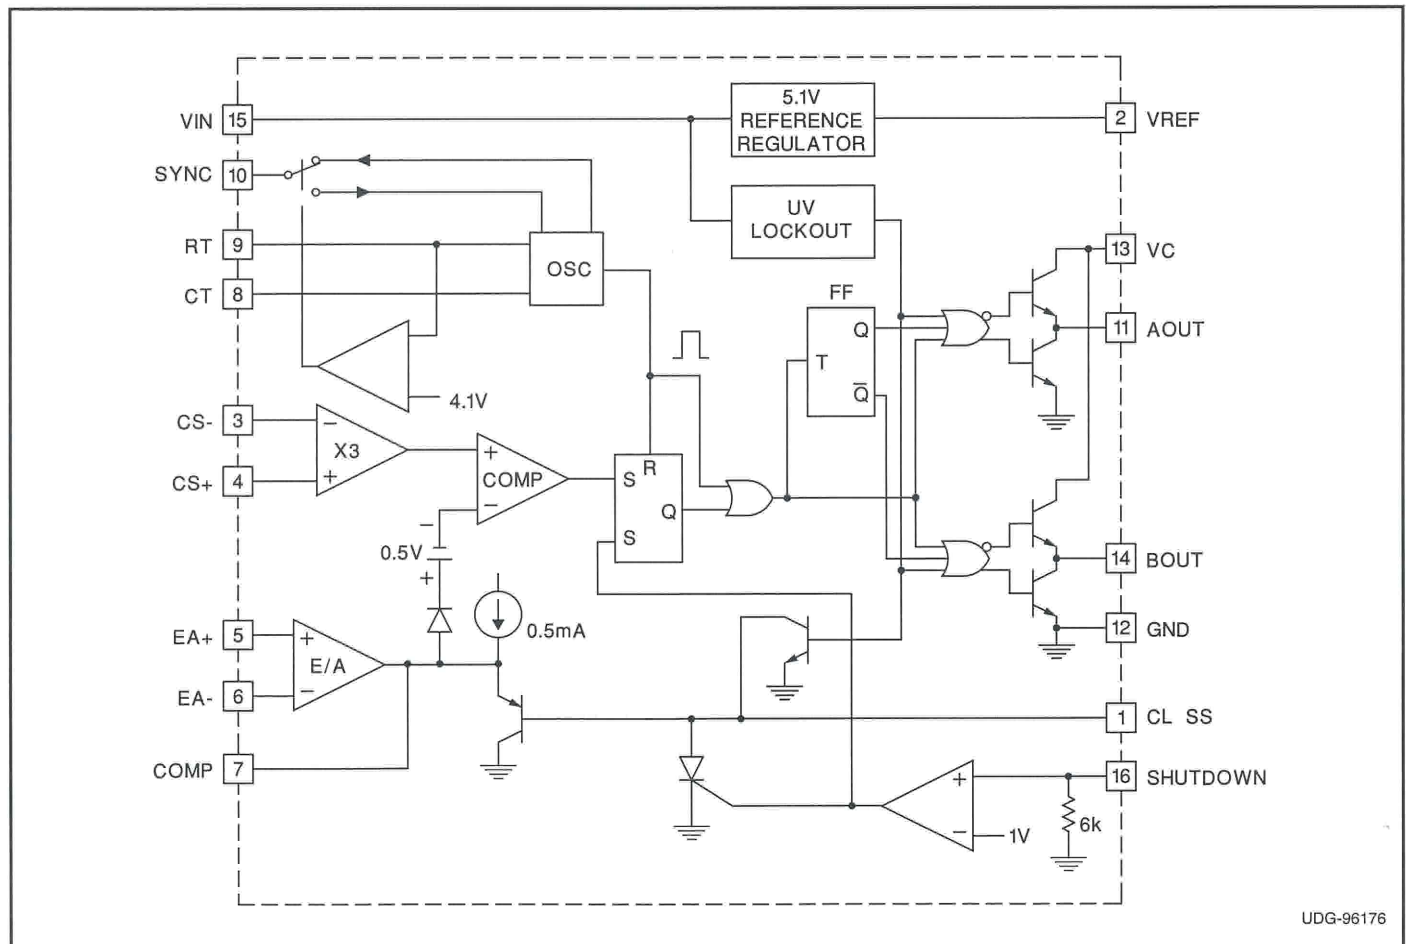 5.1V
REFERENCE
REGULATOR
VIN 15
2 VREF
SYNC 10
UV
LOCKOUT
RT 9
13 VC
OSC
CT 8
FF
Q
11 AOUT
T
Q̅
4.1V
CS- 3
−
X3
+
CS+ 4
+
COMP
−
R
S
Q
S
−
0.5V
+
14 BOUT
0.5mA
12 GND
EA+ 5
+
E/A
−
EA- 6
1 CL SS
COMP 7
16 SHUTDOWN
+
−
1V
6k
UDG-96176